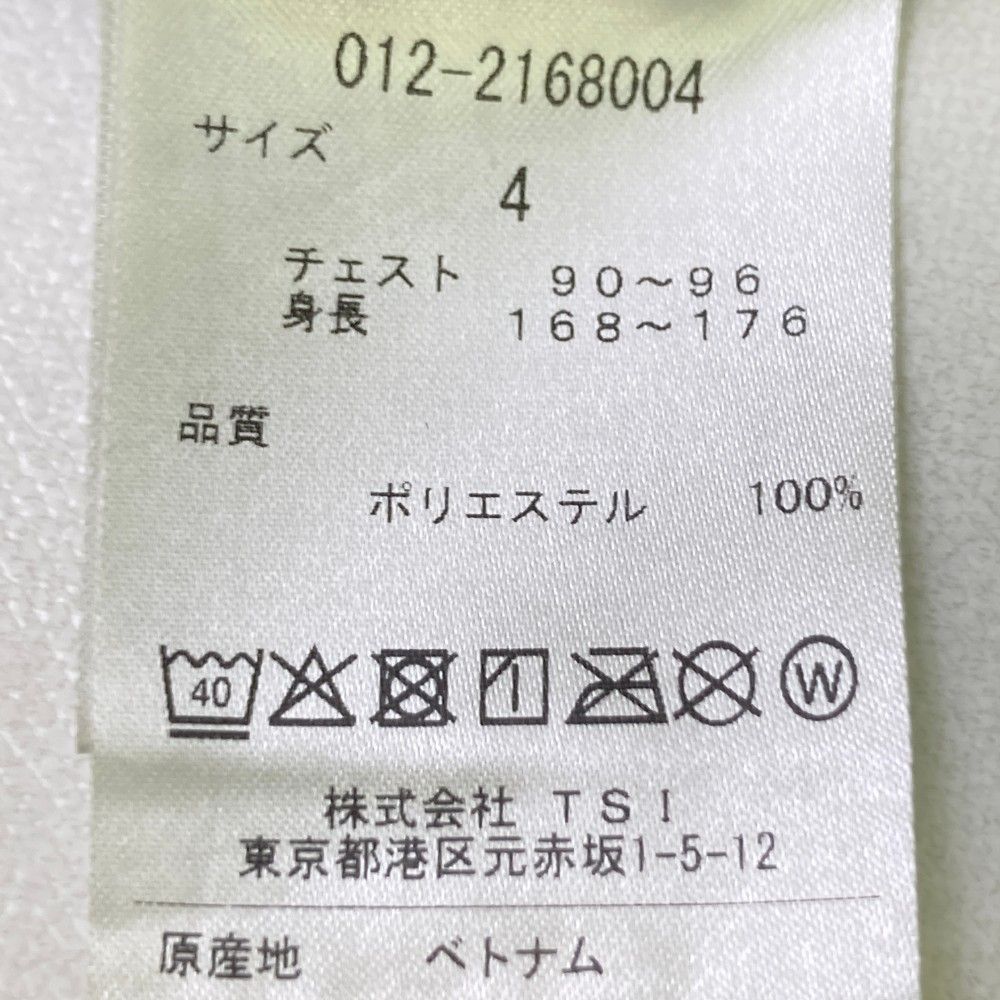 012-2168004
サイズ
4
チェスト 90～96
身長 168～176
品質
ポリエステル 100%
40 W
株式会社 TSI
東京都港区元赤坂1-5-12
原産地 ベトナム